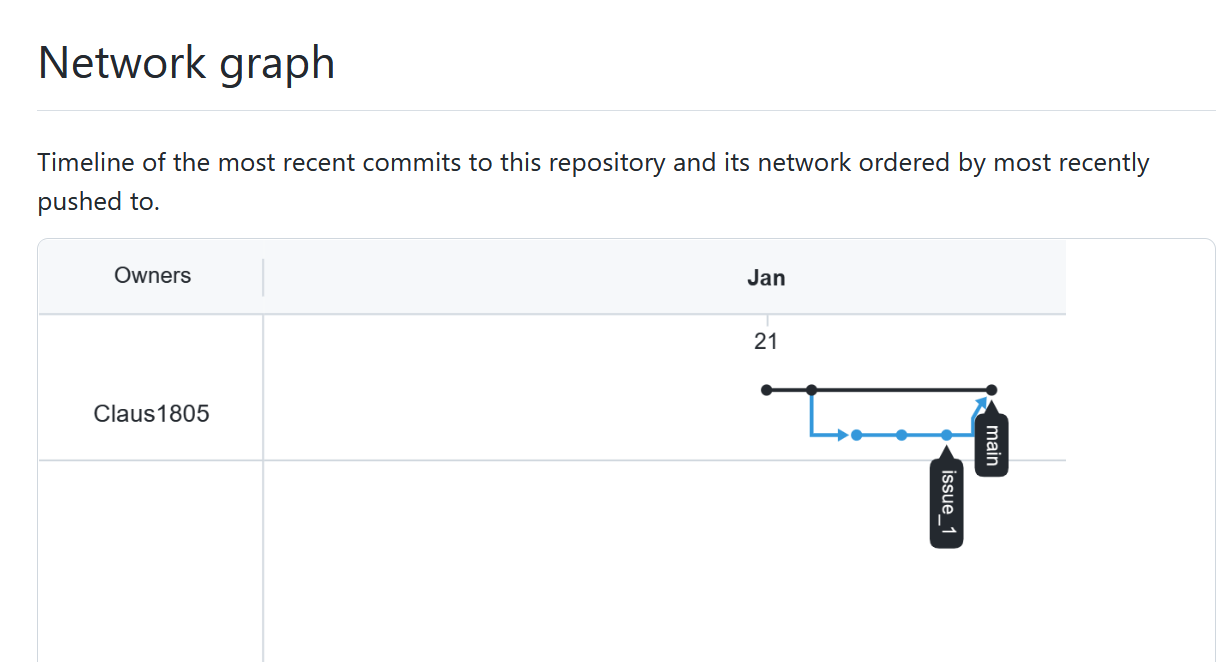 Network graph
Timeline of the most recent commits to this repository and its network ordered by most recently
pushed to.
Owners
Jan
21
Claus1805
main
issue_1